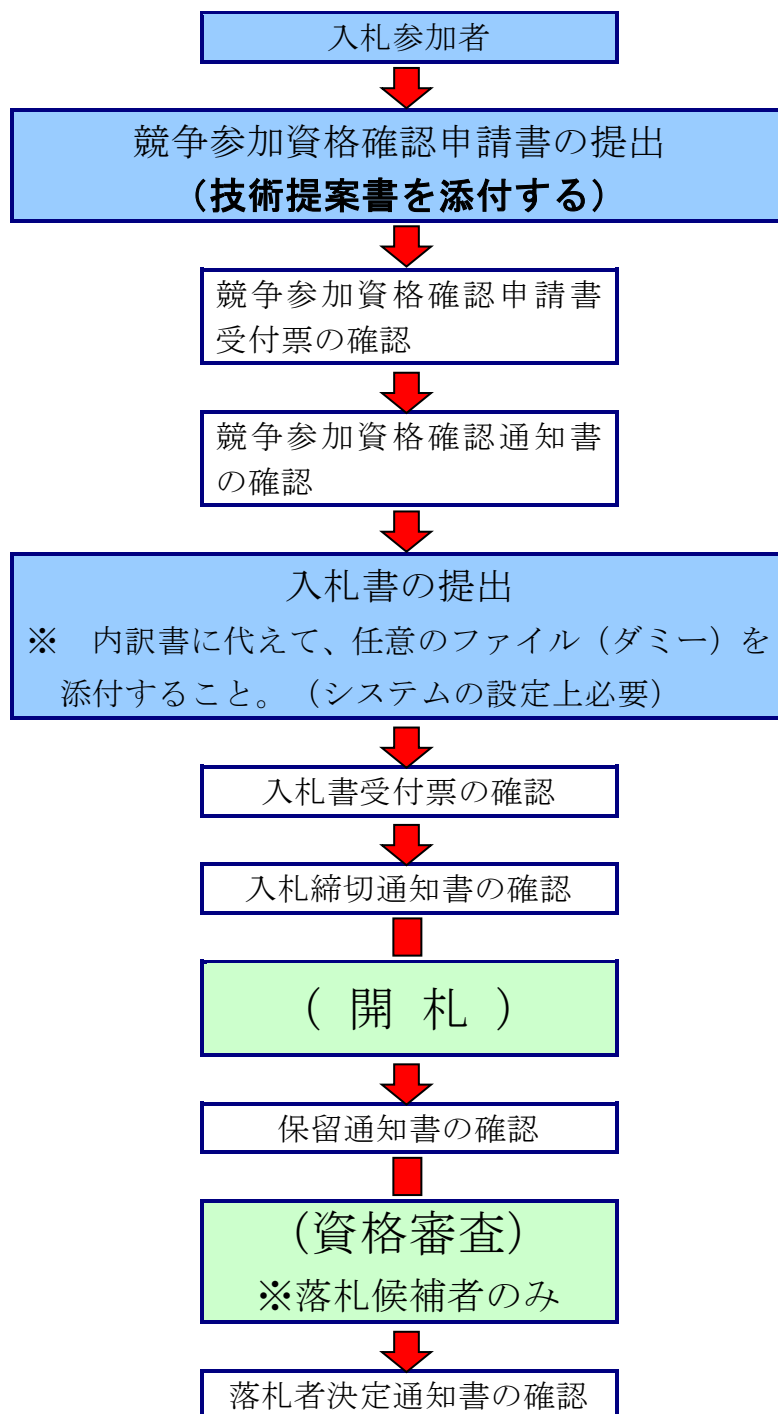 入札参加者
競争参加資格確認申請書の提出
（技術提案書を添付する）
競争参加資格確認申請書
受付票の確認
競争参加資格確認通知書
の確認
入札書の提出
※　内訳書に代えて、任意のファイル（ダミー）を
添付すること。（システムの設定上必要）
入札書受付票の確認
入札締切通知書の確認
（ 開 札 ）
保留通知書の確認
（資格審査）
※落札候補者のみ
落札者決定通知書の確認